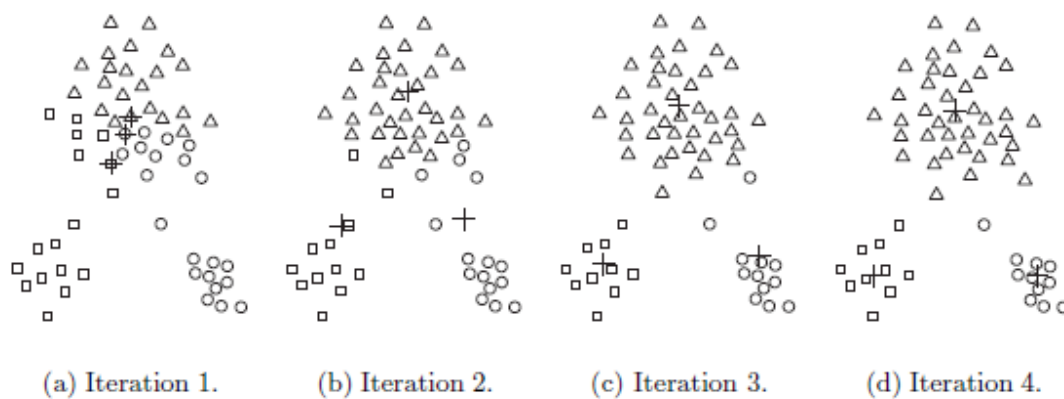 (a) Iteration 1.
(b) Iteration 2.
(c) Iteration 3.
(d) Iteration 4.